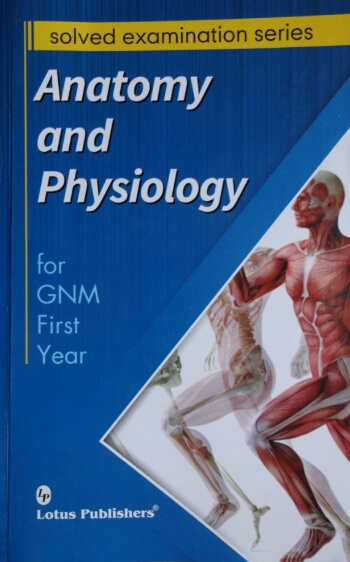 solved examination series
Anatomy
and
Physiology
for
GNM
First
Year
LP
Lotus Publishers®